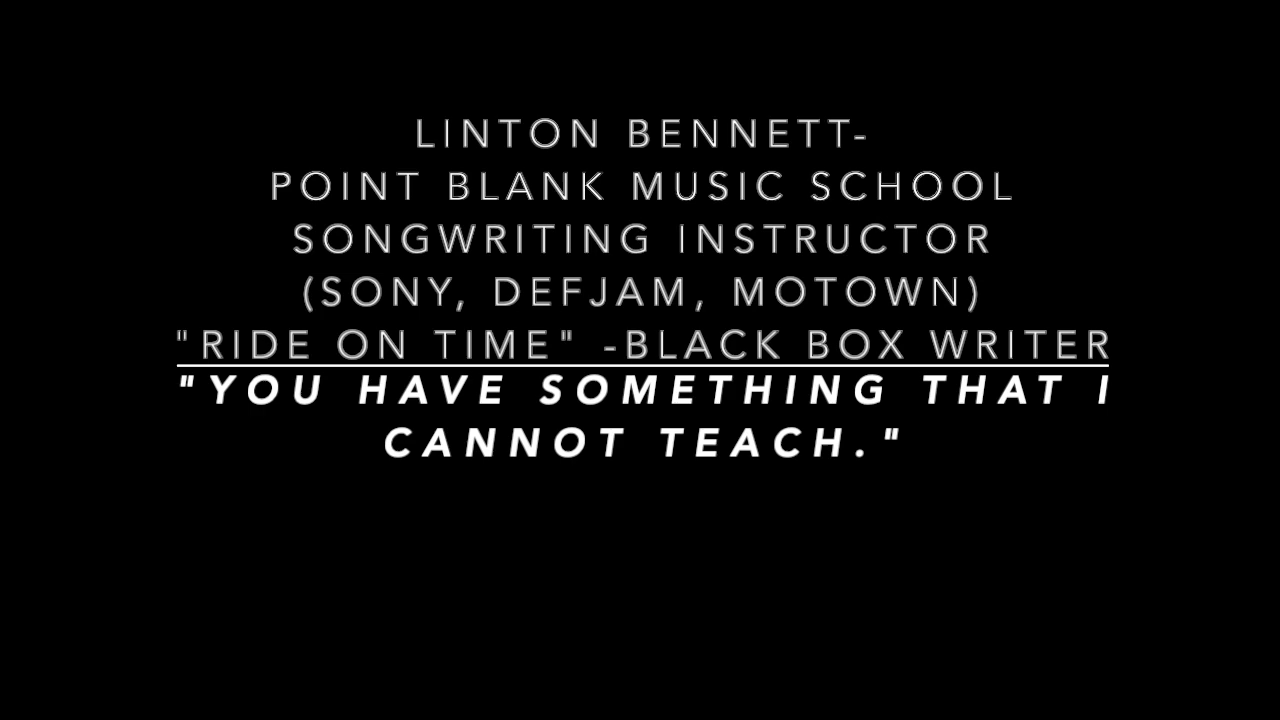 LINTON BENNETT-
POINT BLANK MUSIC SCHOOL
SONGWRITING INSTRUCTOR
(SONY, DEFJAM, MOTOWN)
"RIDE ON TIME" -BLACK BOX WRITER
"YOU HAVE SOMETHING THAT I
CANNOT TEACH."